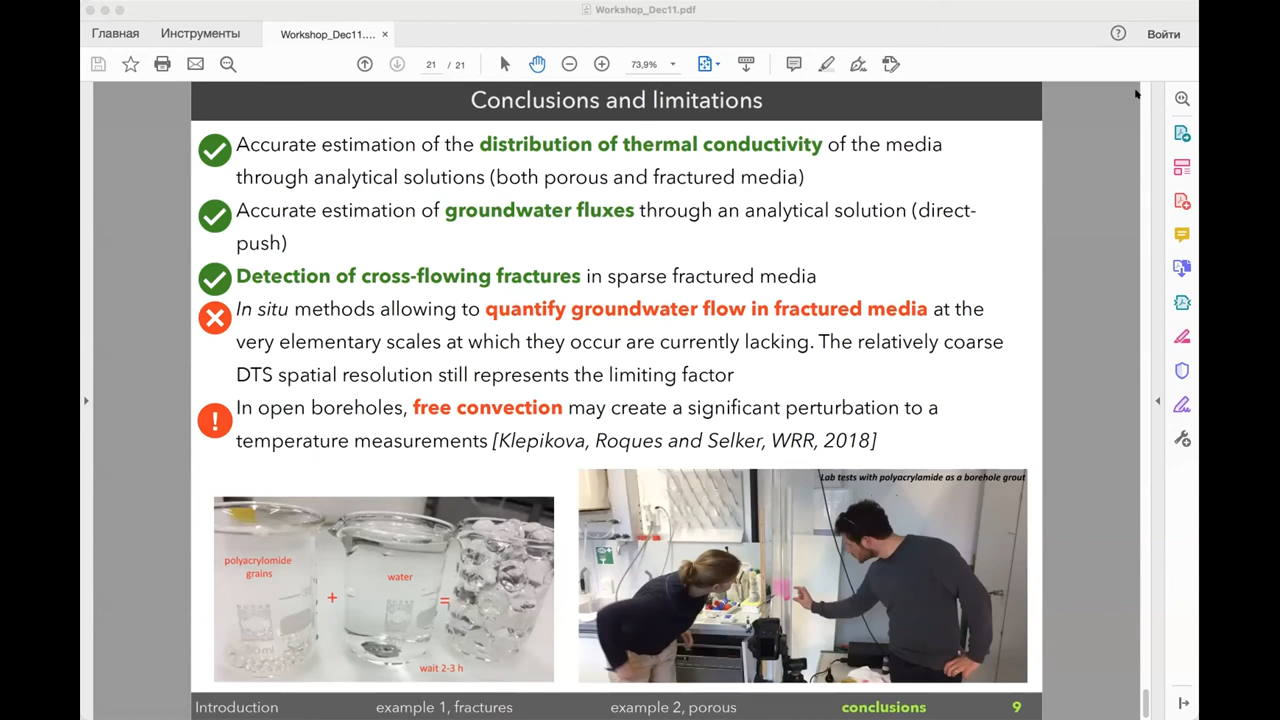 Workshop_Dec11.pdf
Главная Инструменты Workshop_Dec11.... × ? Войти
21 / 21 73,9%
Conclusions and limitations
Accurate estimation of the distribution of thermal conductivity of the media
through analytical solutions (both porous and fractured media)
Accurate estimation of groundwater fluxes through an analytical solution (direct-
push)
Detection of cross-flowing fractures in sparse fractured media
In situ methods allowing to quantify groundwater flow in fractured media at the
very elementary scales at which they occur are currently lacking. The relatively coarse
DTS spatial resolution still represents the limiting factor
In open boreholes, free convection may create a significant perturbation to a
temperature measurements [Klepikova, Roques and Selker, WRR, 2018]
Lab tests with polyacrylamide as a borehole grout
polyacrylomide
grains
+
water
=
wait 2-3 h
Introduction example 1, fractures example 2, porous conclusions 9